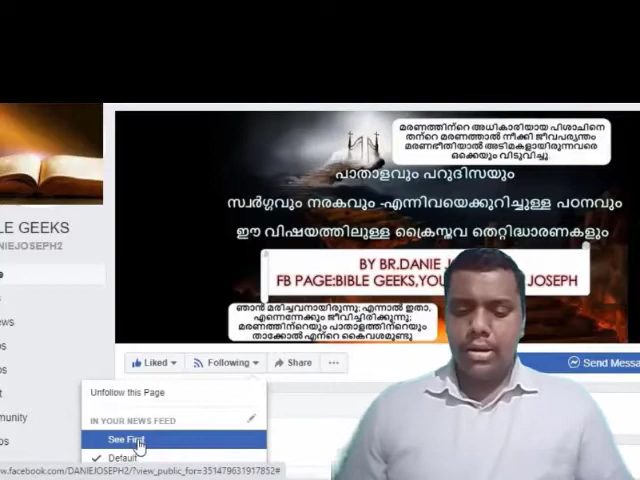 മരണത്തിന്റെ അധികാരിയായ പിശാചിനെ
തന്റെ മരണത്താൽ നീക്കി ജീവപര്യന്തം
മരണഭീതിയാൽ അടിമകളായിരുന്നവരെ
ഒക്കെയും വിടുവിച്ചു.
പാതാളവും പറുദിസയും
സ്വർഗ്ഗവും നരകവും -എന്നിവയെക്കുറിച്ചുള്ള പഠനവും
ഈ വിഷയത്തിലുള്ള ക്രൈസ്തവ തെറ്റിദ്ധാരണകളും
BY BR.DANIE
FB PAGE:BIBLE GEEKS,YOU JOSEPH
ഞാൻ മരിച്ചവനായിരുന്നു; എന്നാൽ ഇതാ,
എന്നെന്നേക്കും ജീവിച്ചിരിക്കുന്നു;
മരണത്തിന്റെയും പാതാളത്തിന്റെയും
താക്കോൽ എന്റെ കൈവശമുണ്ടു
LE GEEKS
NIEJOSEPH2
Liked
Following
Share
Send Messa
Unfollow this Page
IN YOUR NEWS FEED
See First
Default
w.facebook.com/DANIEJOSEPH2/?view_public_for=351479631917852#